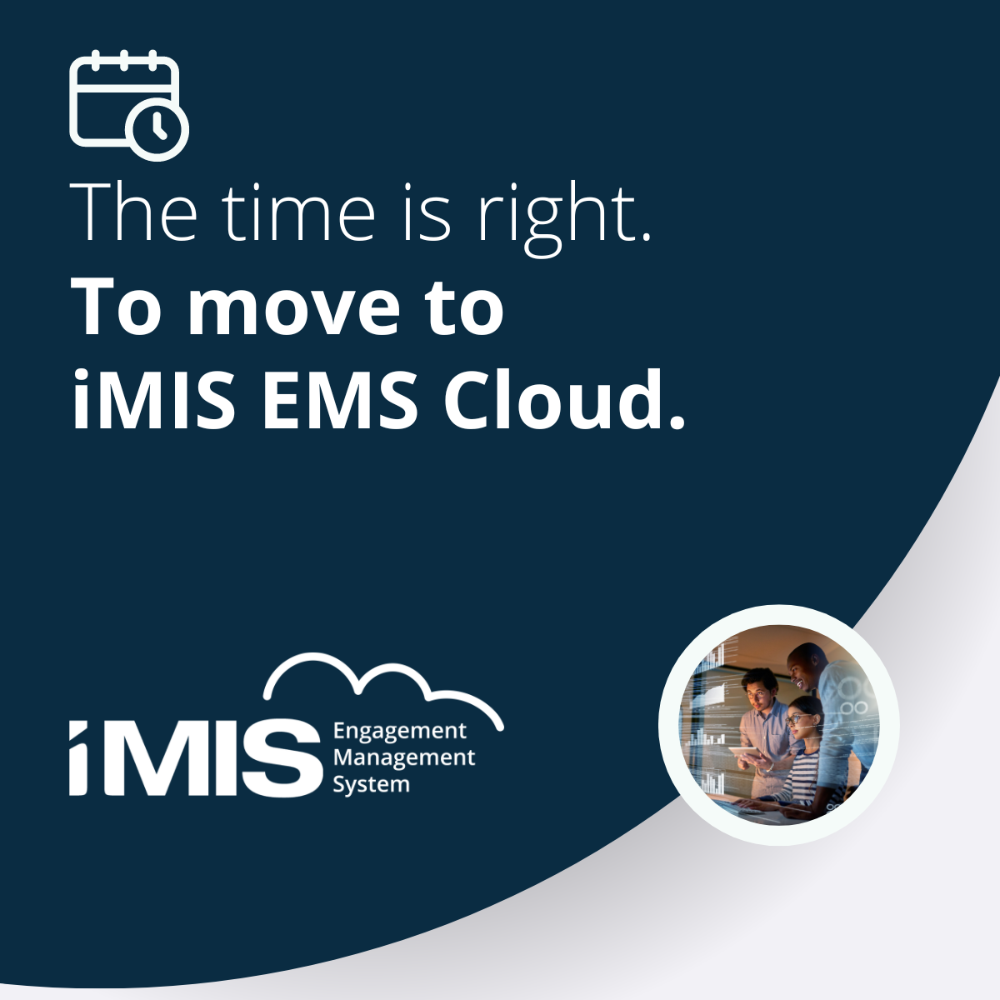 The time is right.
To move to
iMIS EMS Cloud.
iMIS
Engagement
Management
System